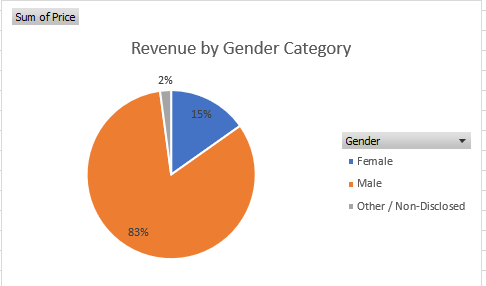 Sum of Price
Revenue by Gender Category
2%
15%
83%
Gender
Female
Male
Other / Non-Disclosed